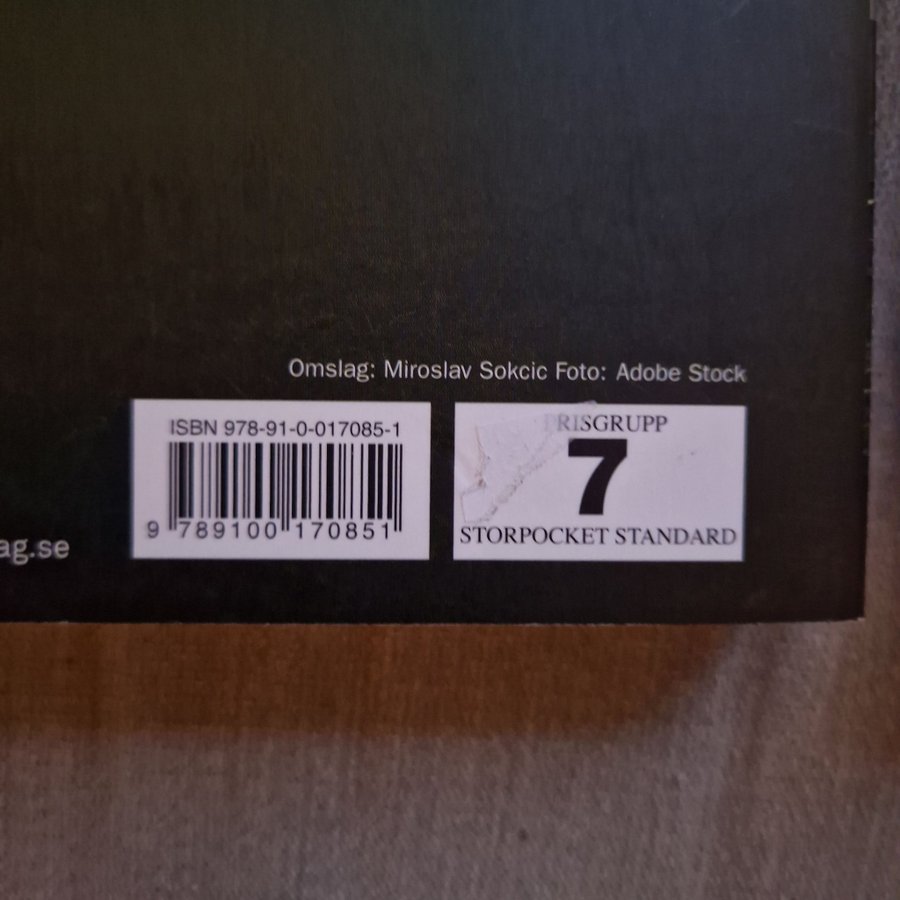 Omslag: Miroslav Sokcic Foto: Adobe Stock
ISBN 978-91-0-017085-1
9 789100 170851
PRISGRUPP
7
STORPOCKET STANDARD
ag.se